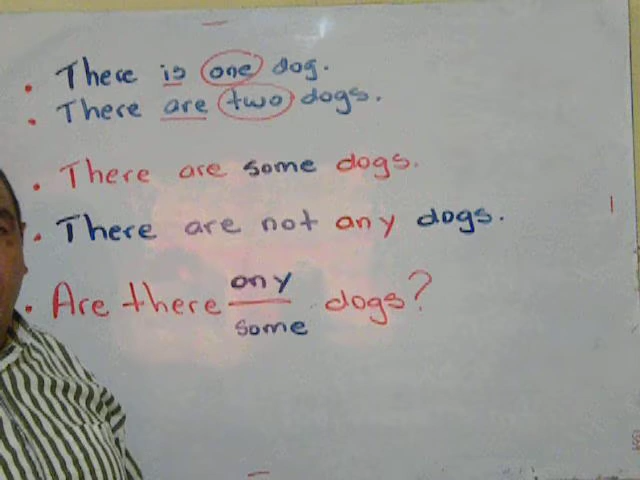 • There is one dog.
• There are two dogs.
• There are some dogs.
• There are not any dogs.
• Are there any/some dogs?